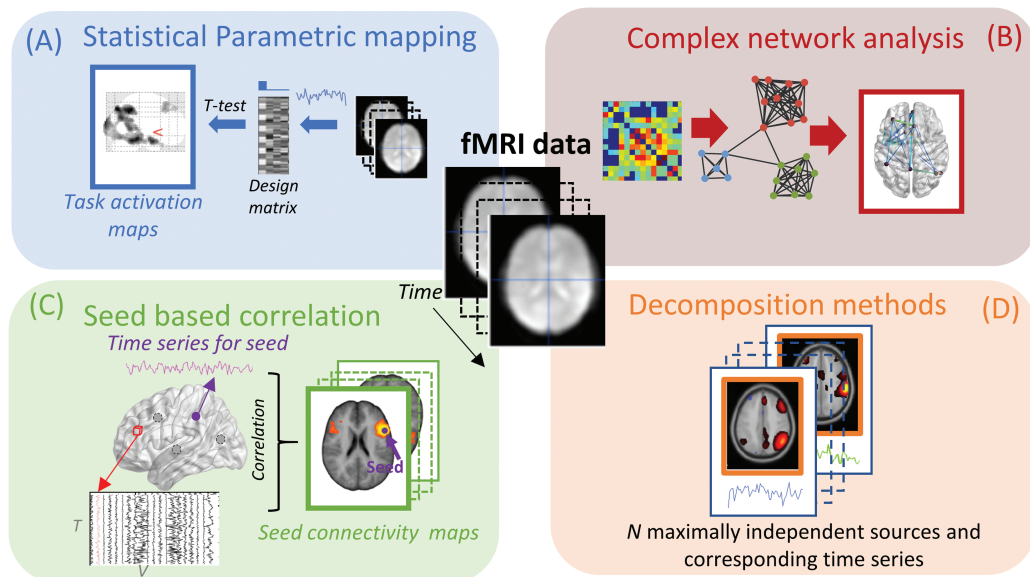 (A) Statistical Parametric mapping
T-test
Design
matrix
Task activation
maps
Complex network analysis (B)
fMRI data
Time
(C)
Seed based correlation
Time series for seed
Correlation
Seed
T
V
Seed connectivity maps
Decomposition methods (D)
N maximally independent sources and
corresponding time series